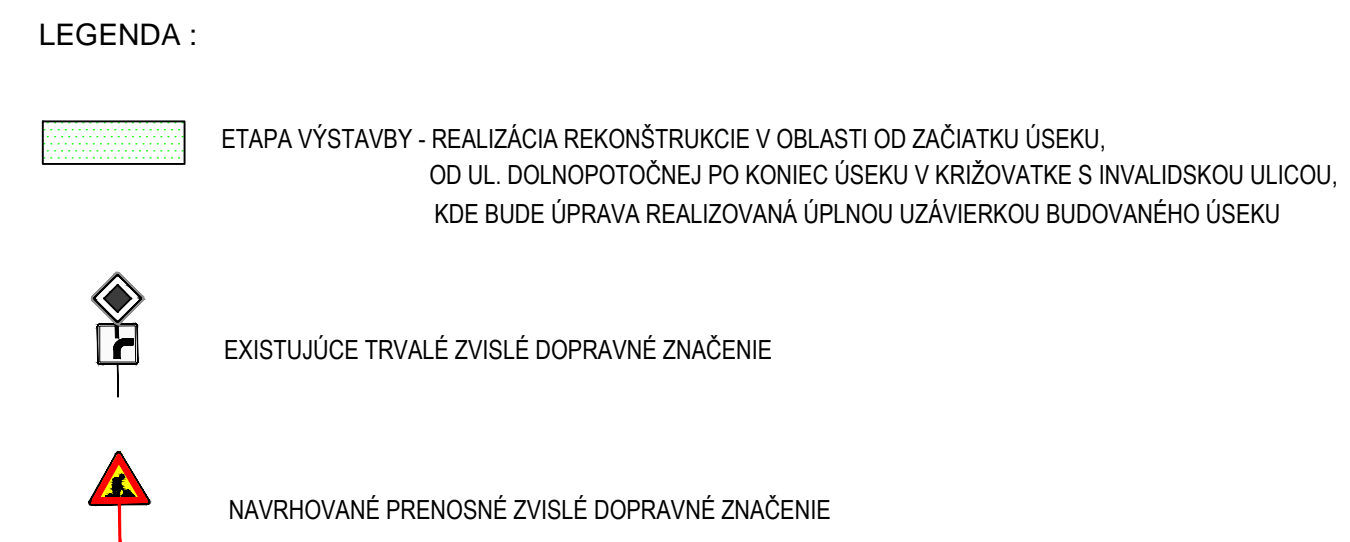 LEGENDA :
ETAPA VÝSTAVBY - REALIZÁCIA REKONŠTRUKCIE V OBLASTI OD ZAČIATKU ÚSEKU,
OD UL. DOLNOPOTOČNEJ PO KONIEC ÚSEKU V KRIŽOVATKE S INVALIDSKOU ULICOU,
KDE BUDE ÚPRAVA REALIZOVANÁ ÚPLNOU UZÁVIERKOU BUDOVANÉHO ÚSEKU
EXISTUJÚCE TRVALÉ ZVISLÉ DOPRAVNÉ ZNAČENIE
NAVRHOVANÉ PRENOSNÉ ZVISLÉ DOPRAVNÉ ZNAČENIE